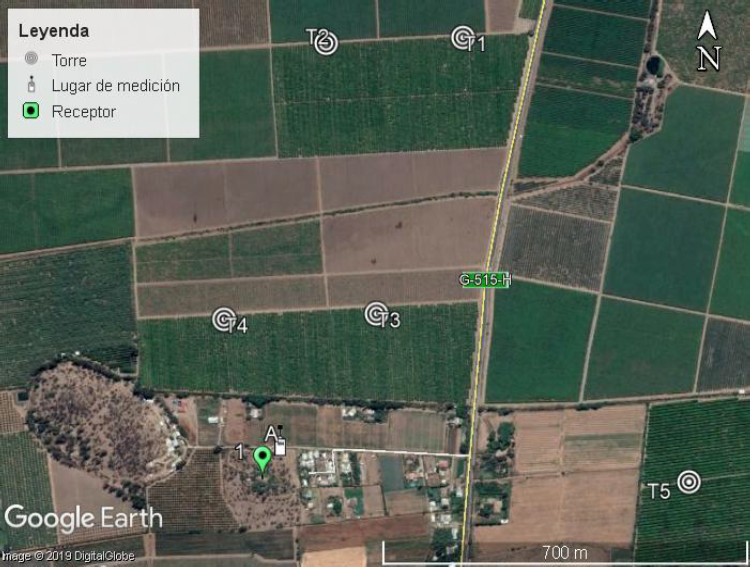 Leyenda
Torre
Lugar de medición
Receptor
T2
T1
N
G-515-H
T4
T3
A
1
T5
Google Earth
700 m
Image © 2019 DigitalGlobe